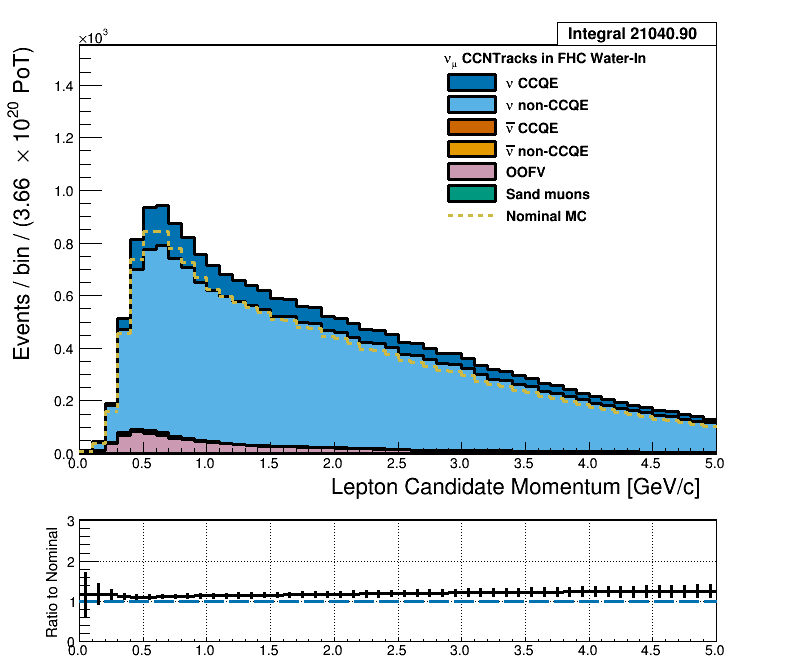 Integral 21040.90
×10³
ν_μ CCNTracks in FHC Water-In
ν CCQE
ν non-CCQE
ν̅ CCQE
ν̅ non-CCQE
OOFV
Sand muons
Nominal MC
Events / bin / (3.66 × 10²⁰ PoT)
1.4
1.2
1.0
0.8
0.6
0.4
0.2
0.0
0.0 0.5 1.0 1.5 2.0 2.5 3.0 3.5 4.0 4.5 5.0
Lepton Candidate Momentum [GeV/c]
Ratio to Nominal
3
2
1
0
0.0 0.5 1.0 1.5 2.0 2.5 3.0 3.5 4.0 4.5 5.0